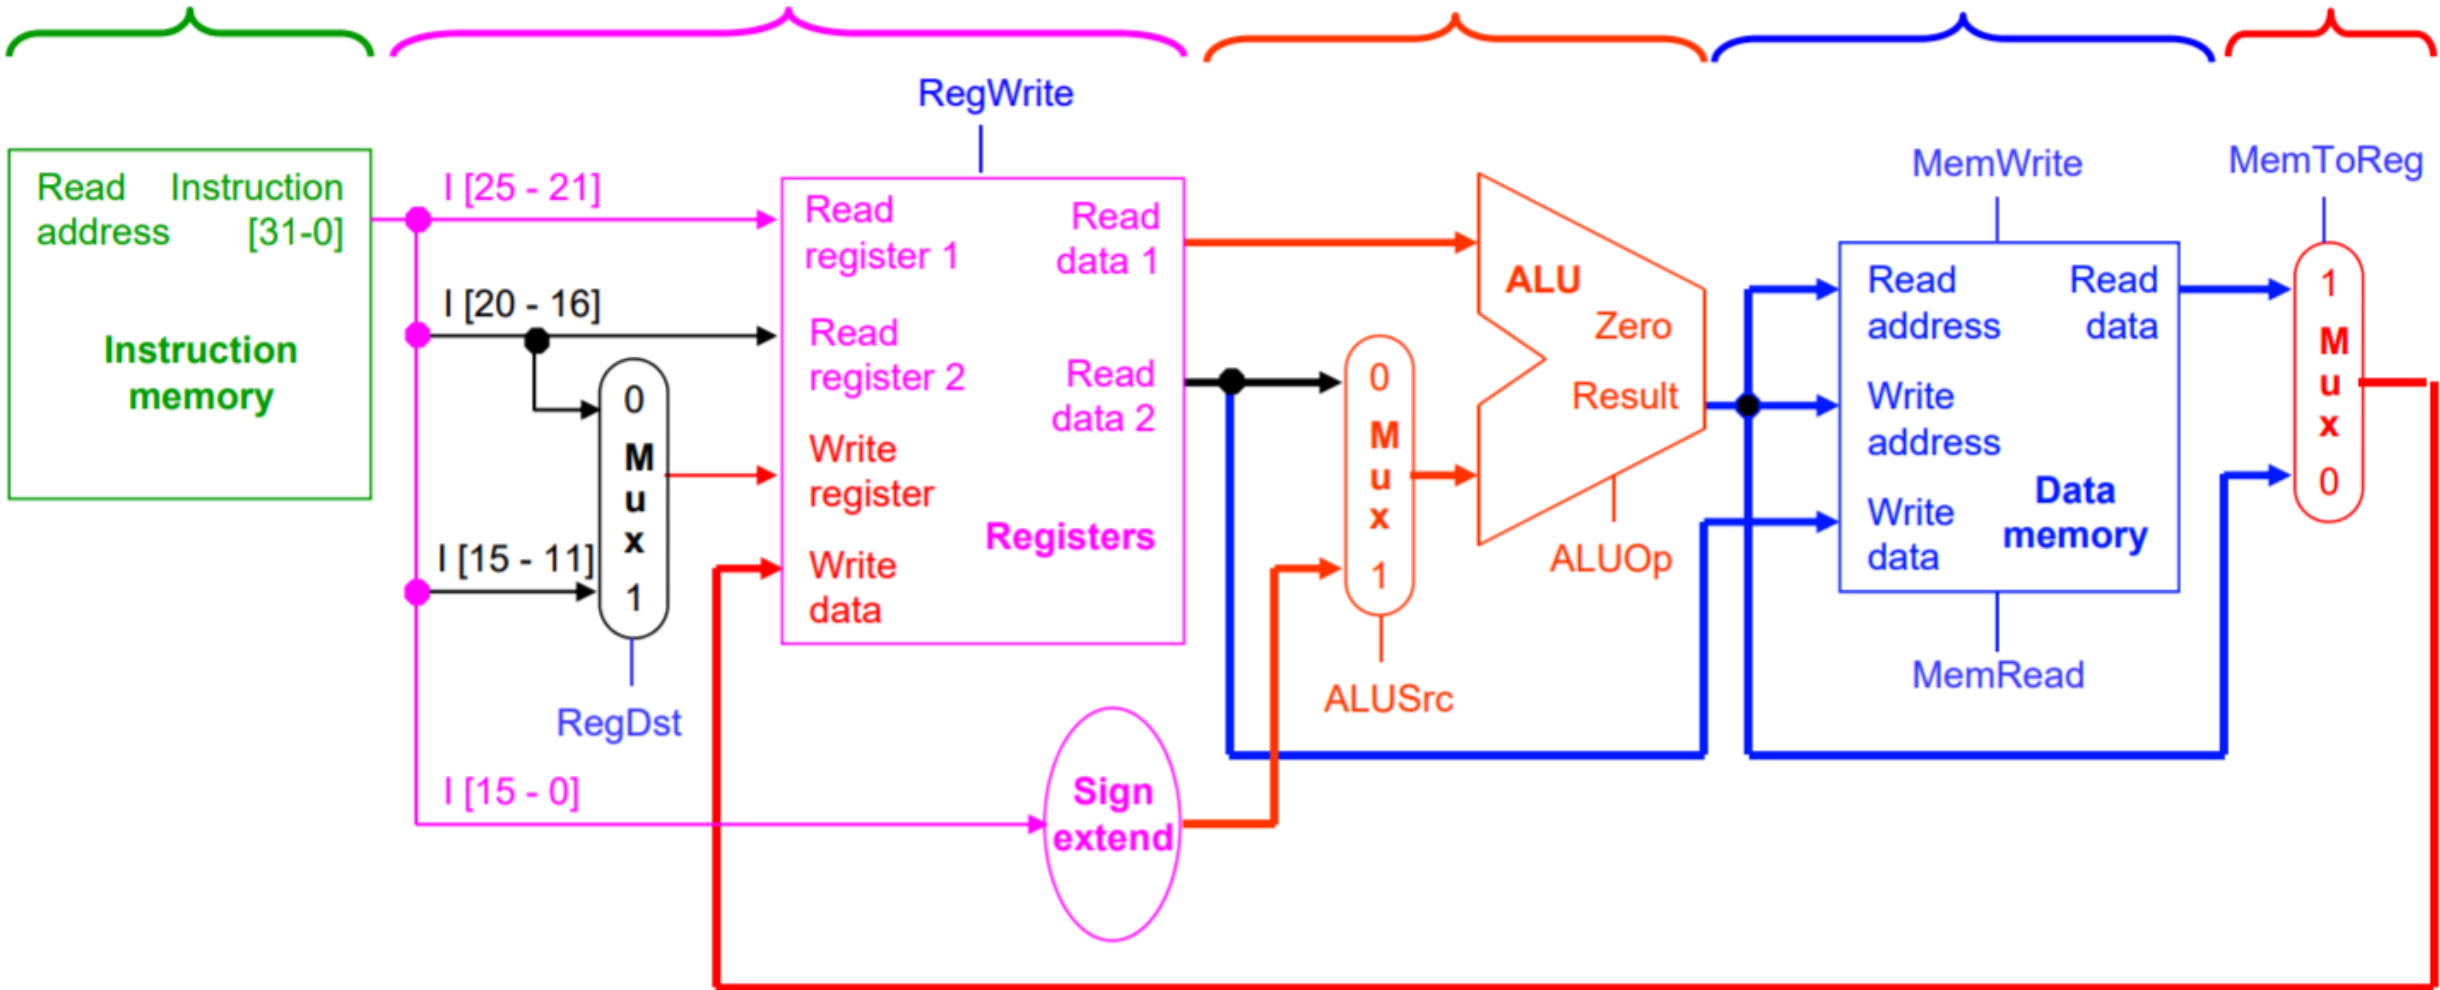 RegWrite
MemWrite
MemToReg
Read Instruction
address [31-0]
Instruction
memory
I [25 - 21]
I [20 - 16]
I [15 - 11]
I [15 - 0]
0
M
u
x
1
RegDst
Read
register 1
Read
data 1
Read
register 2
Read
data 2
Write
register
Registers
Write
data
Sign
extend
0
M
u
x
1
ALUSrc
ALU
Zero
Result
ALUOp
Read
address
Read
data
Write
address
Data
memory
Write
data
MemRead
1
M
u
x
0